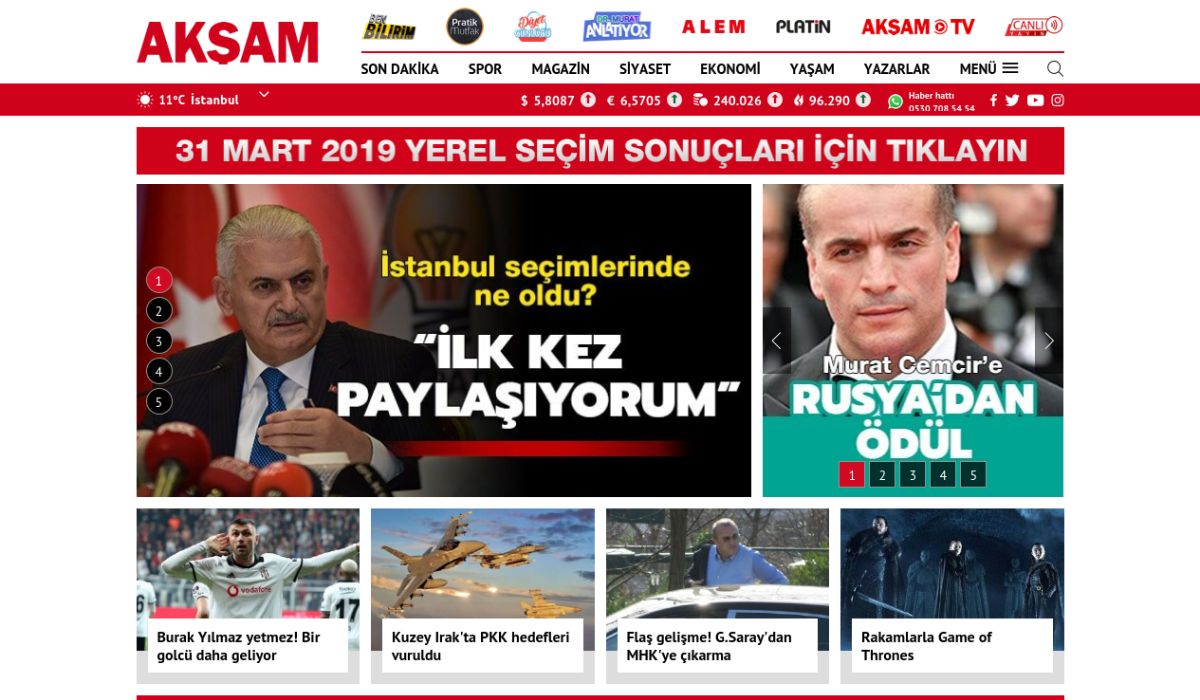 AKŞAM
BEN BİLİRİM
Pratik
Mutfak
Diyet
GÜNLÜĞÜ
DR. MURAT
ANLATIYOR
ALEM
PLATİN
AKŞAM TV
CANLI
YAYIN
SON DAKİKA SPOR MAGAZİN SİYASET EKONOMİ YAŞAM YAZARLAR MENÜ
11°C İstanbul
$ 5,8087 € 6,5705 240.026 96.290
Haber hattı
0530 708 54 54
31 MART 2019 YEREL SEÇİM SONUÇLARI İÇİN TIKLAYIN
İstanbul seçimlerinde
ne oldu?
“İLK KEZ
PAYLAŞIYORUM”
1
2
3
4
5
Murat Cemcir’e
RUSYA’DAN
ÖDÜL
1 2 3 4 5
vodafone
17
Burak Yılmaz yetmez! Bir
golcü daha geliyor
Kuzey Irak'ta PKK hedefleri
vuruldu
Flaş gelişme! G.Saray'dan
MHK'ye çıkarma
Rakamlarla Game of
Thrones